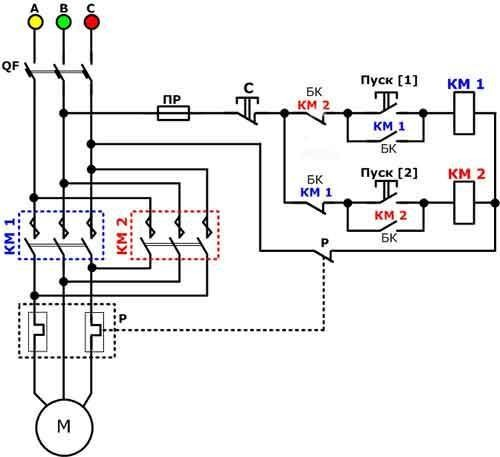 А
В
С
QF
ПР
С
БК
КМ 2
Пуск [1]
КМ 1
КМ 1
БК
БК
КМ 1
Пуск [2]
КМ 2
КМ 2
БК
КМ 1
КМ 2
Р
Р
М